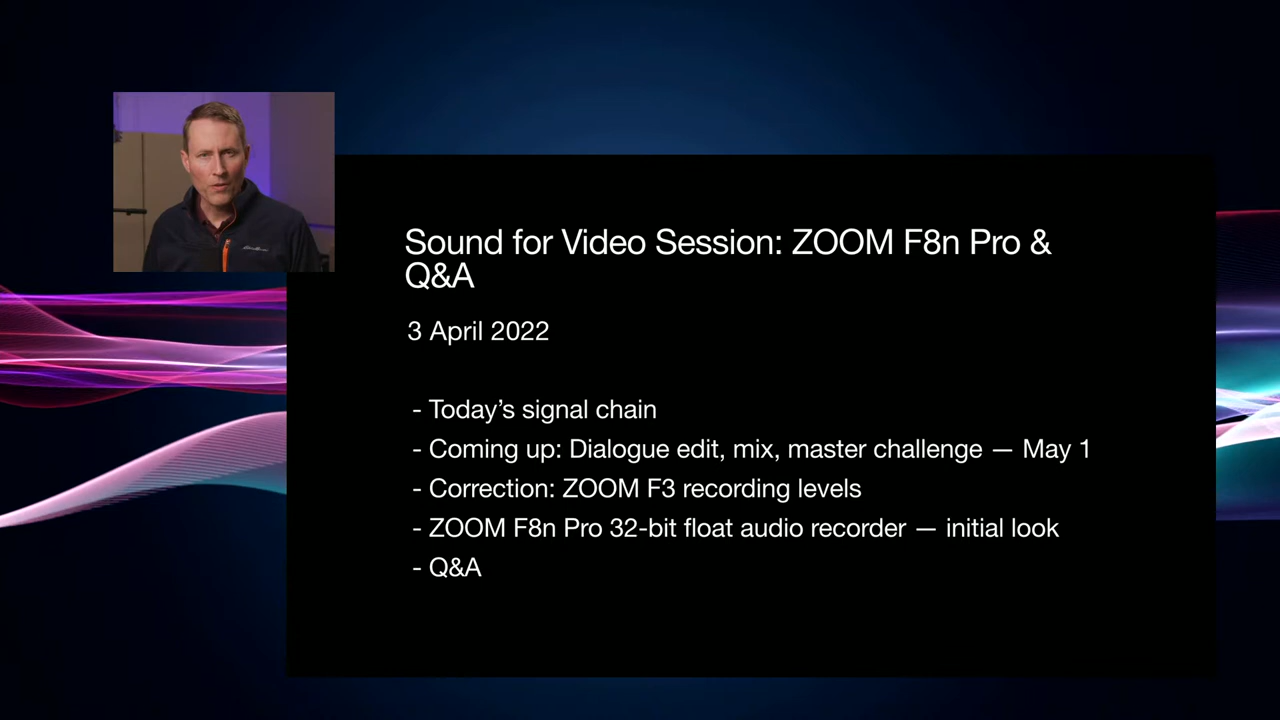 Sound for Video Session: ZOOM F8n Pro &
Q&A
3 April 2022
- Today’s signal chain
- Coming up: Dialogue edit, mix, master challenge — May 1
- Correction: ZOOM F3 recording levels
- ZOOM F8n Pro 32-bit float audio recorder — initial look
- Q&A